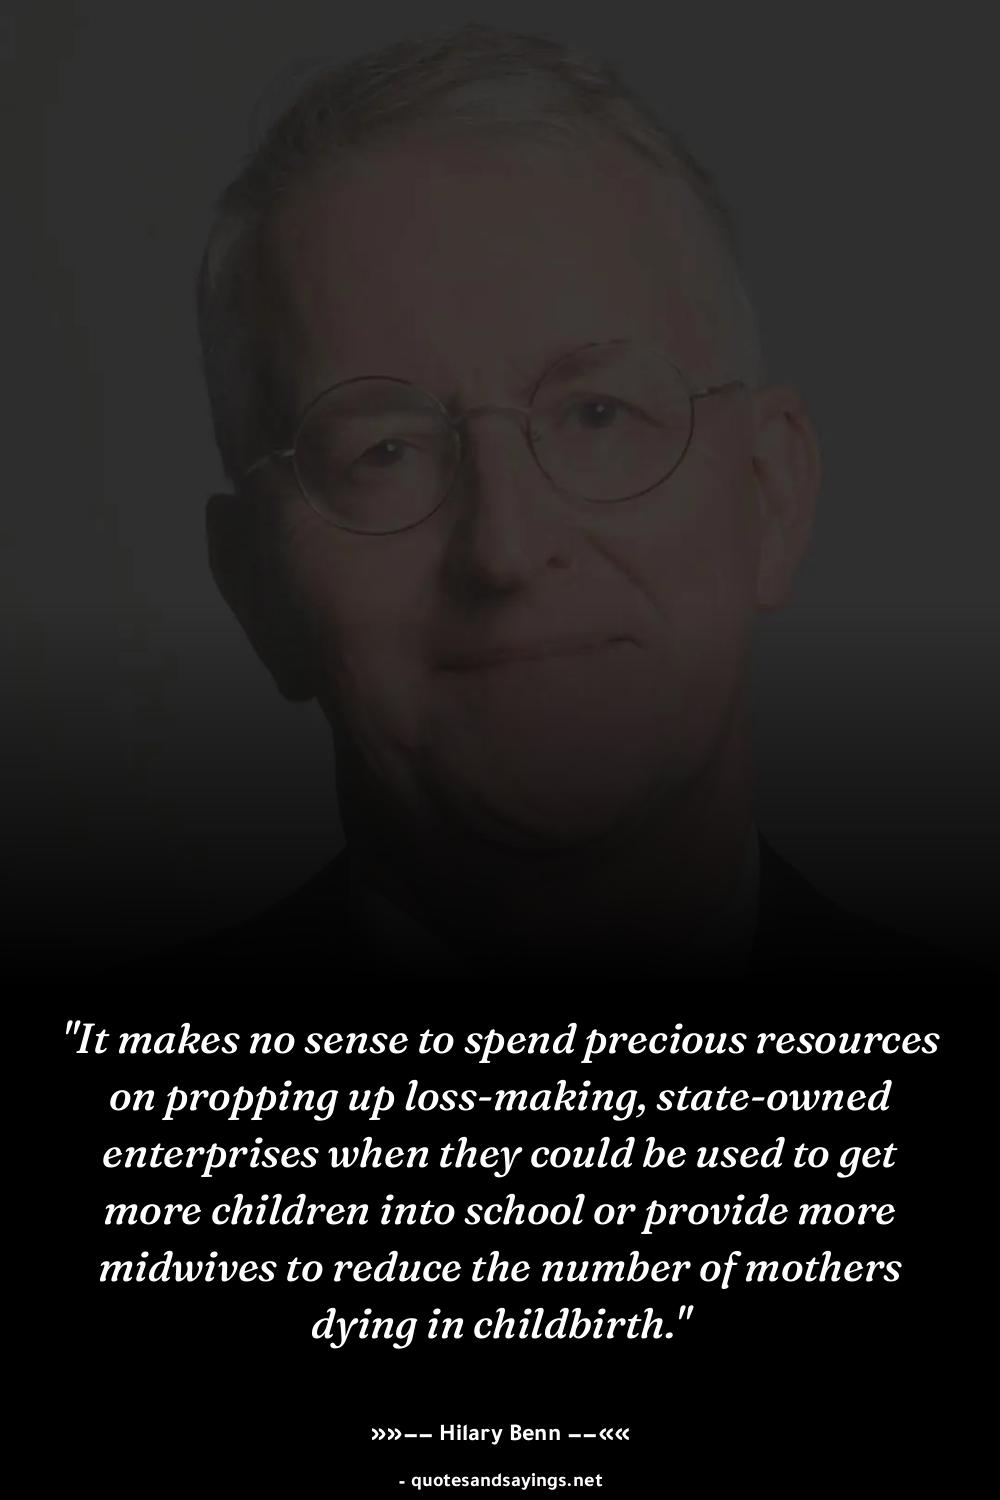 "It makes no sense to spend precious resources
on propping up loss-making, state-owned
enterprises when they could be used to get
more children into school or provide more
midwives to reduce the number of mothers
dying in childbirth."
»»–– Hilary Benn ––««
- quotesandsayings.net